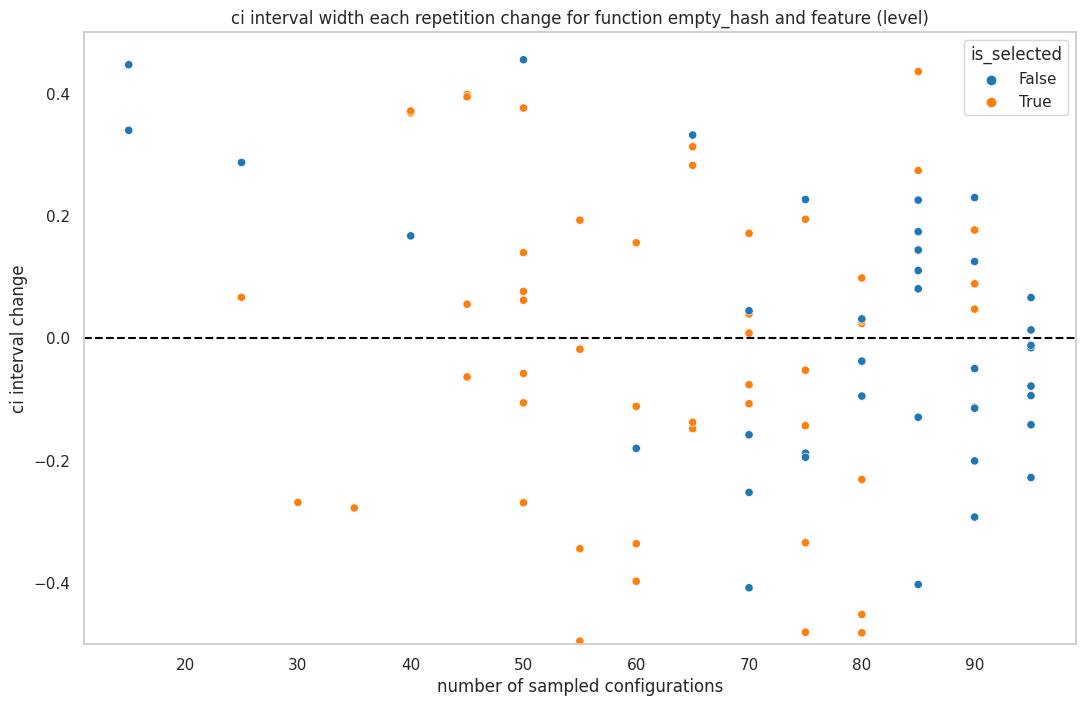 ci interval width each repetition change for function empty_hash and feature (level)
is_selected
False
True
ci interval change
0.4
0.2
0.0
−0.2
−0.4
20 30 40 50 60 70 80 90
number of sampled configurations